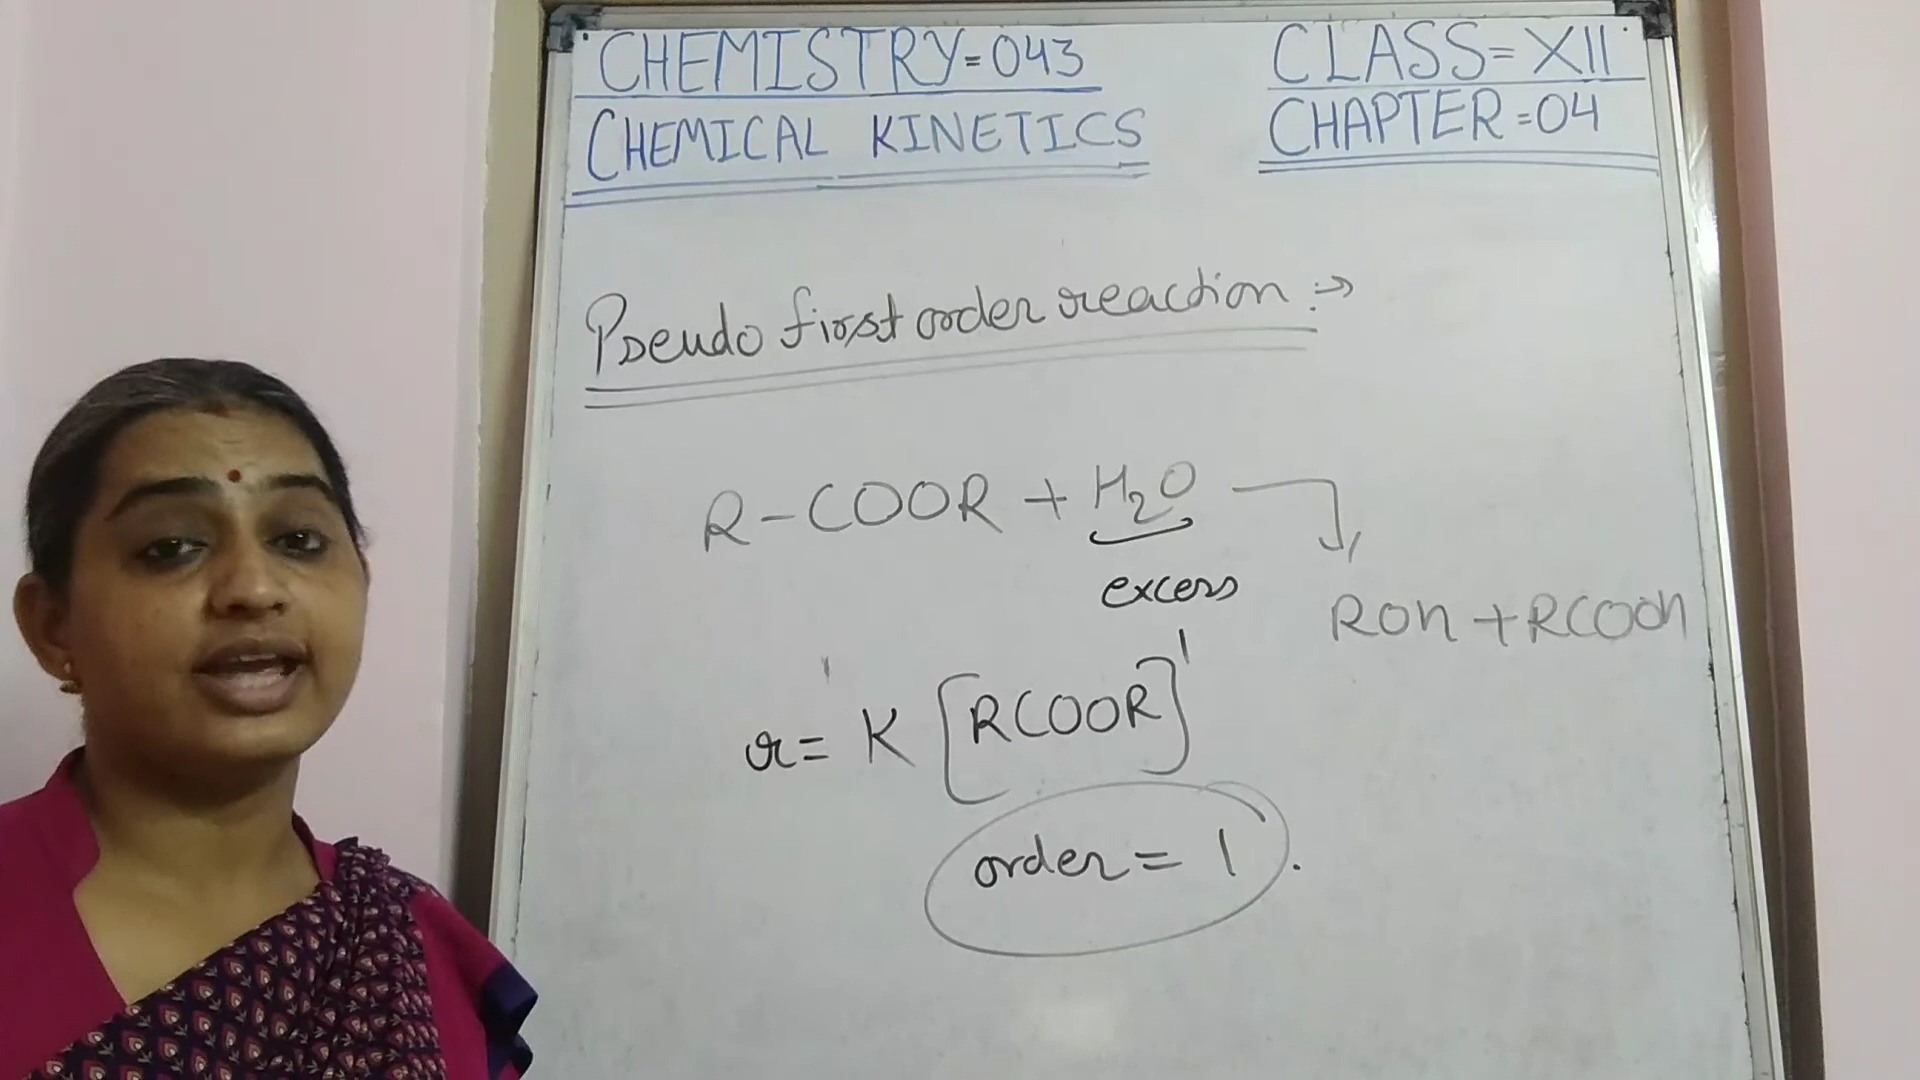 CHEMISTRY=043 CLASS=XII
CHEMICAL KINETICS CHAPTER=04
Pseudo first order reaction :→
R-COOR + H₂O →
excess
ROH + RCOOH
r = K [RCOOR]¹
order = 1.